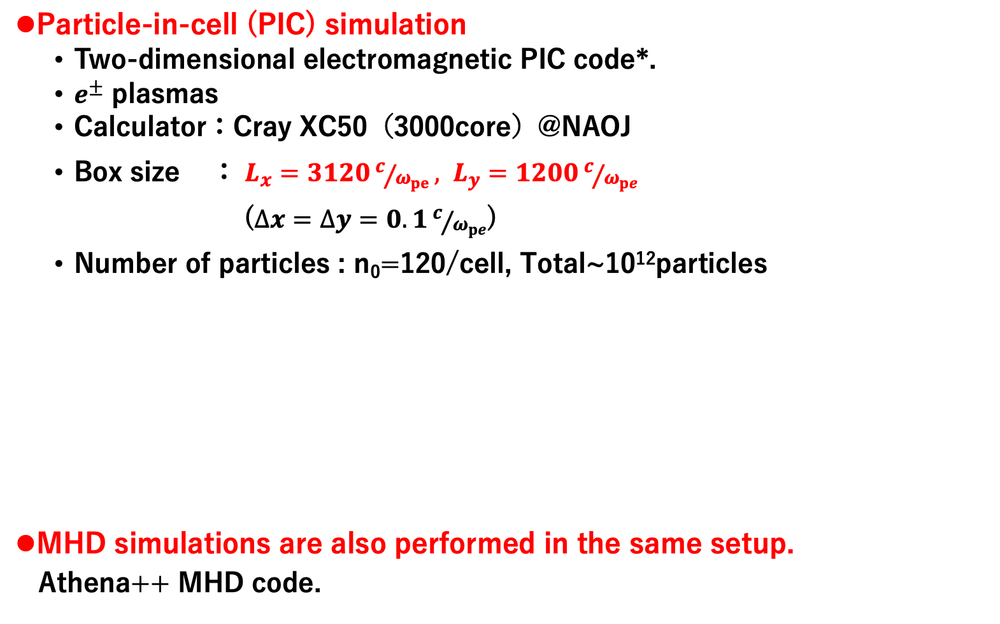 ●Particle-in-cell (PIC) simulation
• Two-dimensional electromagnetic PIC code*.
• e± plasmas
• Calculator：Cray XC50（3000core）@NAOJ
• Box size ： Lₓ = 3120 c/ωpe, Ly = 1200 c/ωpe
(Δx = Δy = 0.1 c/ωpe)
• Number of particles : n₀=120/cell, Total~10¹²particles
●MHD simulations are also performed in the same setup.
Athena++ MHD code.